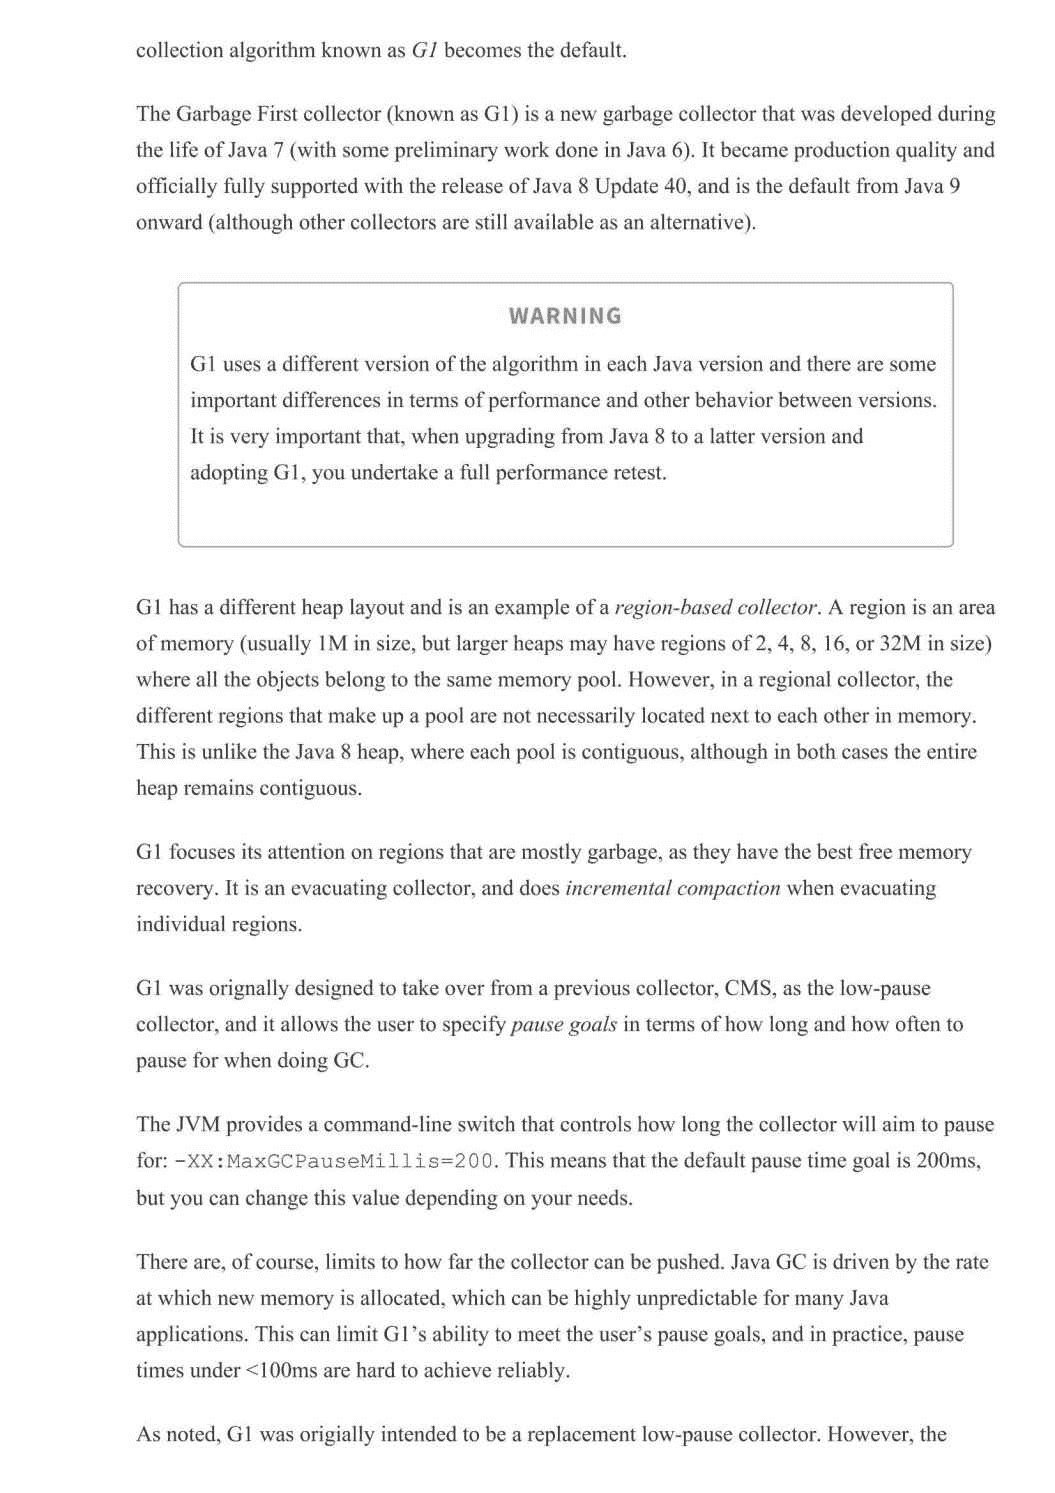 collection algorithm known as G1 becomes the default.
The Garbage First collector (known as G1) is a new garbage collector that was developed during
the life of Java 7 (with some preliminary work done in Java 6). It became production quality and
officially fully supported with the release of Java 8 Update 40, and is the default from Java 9
onward (although other collectors are still available as an alternative).
WARNING
G1 uses a different version of the algorithm in each Java version and there are some
important differences in terms of performance and other behavior between versions.
It is very important that, when upgrading from Java 8 to a latter version and
adopting G1, you undertake a full performance retest.
G1 has a different heap layout and is an example of a region-based collector. A region is an area
of memory (usually 1M in size, but larger heaps may have regions of 2, 4, 8, 16, or 32M in size)
where all the objects belong to the same memory pool. However, in a regional collector, the
different regions that make up a pool are not necessarily located next to each other in memory.
This is unlike the Java 8 heap, where each pool is contiguous, although in both cases the entire
heap remains contiguous.
G1 focuses its attention on regions that are mostly garbage, as they have the best free memory
recovery. It is an evacuating collector, and does incremental compaction when evacuating
individual regions.
G1 was orignally designed to take over from a previous collector, CMS, as the low-pause
collector, and it allows the user to specify pause goals in terms of how long and how often to
pause for when doing GC.
The JVM provides a command-line switch that controls how long the collector will aim to pause
for: -XX:MaxGCPauseMillis=200. This means that the default pause time goal is 200ms,
but you can change this value depending on your needs.
There are, of course, limits to how far the collector can be pushed. Java GC is driven by the rate
at which new memory is allocated, which can be highly unpredictable for many Java
applications. This can limit G1’s ability to meet the user’s pause goals, and in practice, pause
times under <100ms are hard to achieve reliably.
As noted, G1 was origially intended to be a replacement low-pause collector. However, the